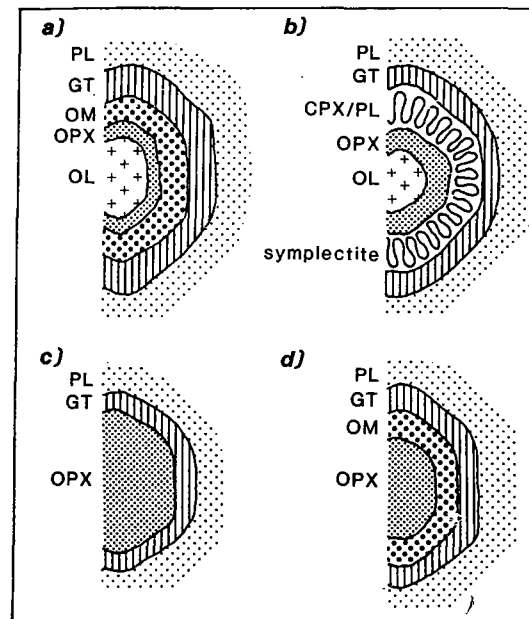 a)
PL
GT
OM
OPX
OL
b)
PL
GT
CPX/PL
OPX
OL
symplectite
c)
PL
GT
OPX
d)
PL
GT
OM
OPX